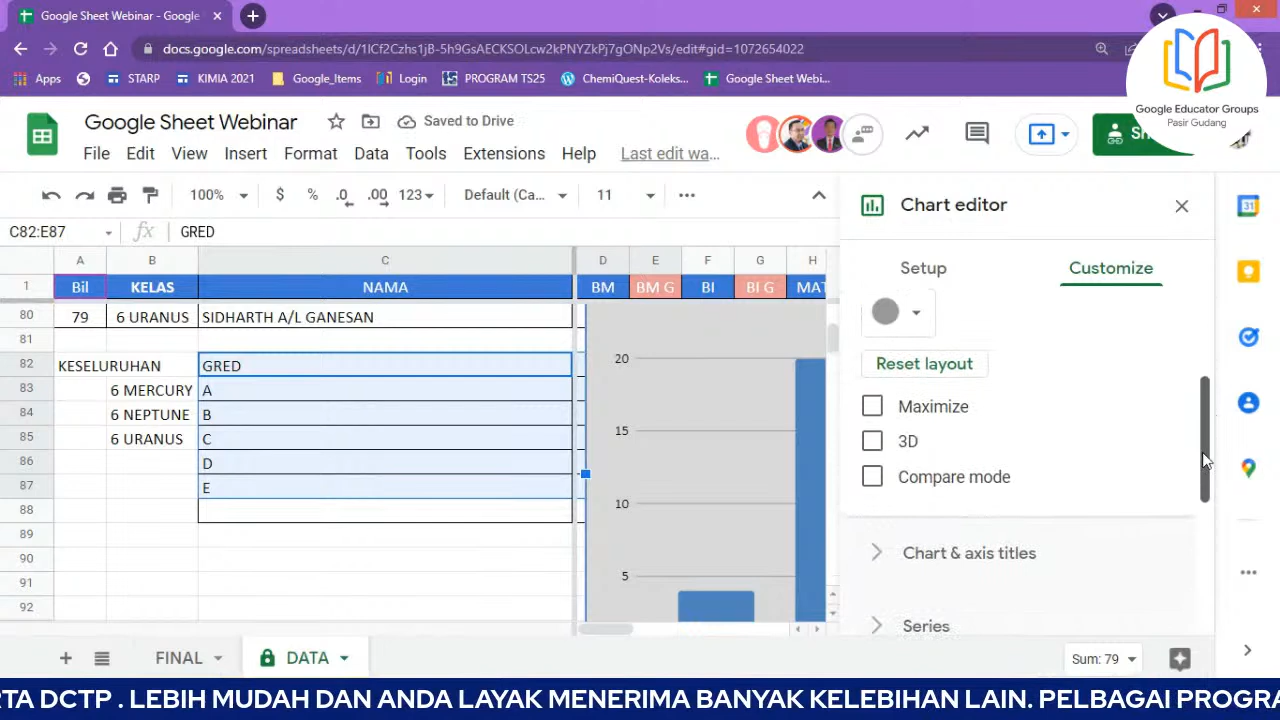 Google Sheet Webinar - Google
docs.google.com/spreadsheets/d/1lCf2Czhs1jB-5h9GsAECKSOLcw2kPNYZkPj7gONp2Vs/edit#gid=1072654022
Apps STARP KIMIA 2021 Google_Items Login PROGRAM TS25 ChemiQuest-Koleks... Google Sheet Webi...
Google Educator Groups
Pasir Gudang
Google Sheet Webinar Saved to Drive
File Edit View Insert Format Data Tools Extensions Help Last edit wa...
100% $ % .0 .00 123 Default (Ca... 11
Chart editor
C82:E87 fx GRED
Setup Customize
A B C D E F G H
1 Bil KELAS NAMA BM BM G BI BI G MAT
80 79 6 URANUS SIDHARTH A/L GANESAN
81
82 KESELURUHAN GRED 20
83 6 MERCURY A
84 6 NEPTUNE B
85 6 URANUS C 15
86 D
87 E
88 10
89
90
91 5
92
Reset layout
Maximize
3D
Compare mode
Chart & axis titles
Series
FINAL DATA Sum: 79
RTA DCTP . LEBIH MUDAH DAN ANDA LAYAK MENERIMA BANYAK KELEBIHAN LAIN. PELBAGAI PROGRA